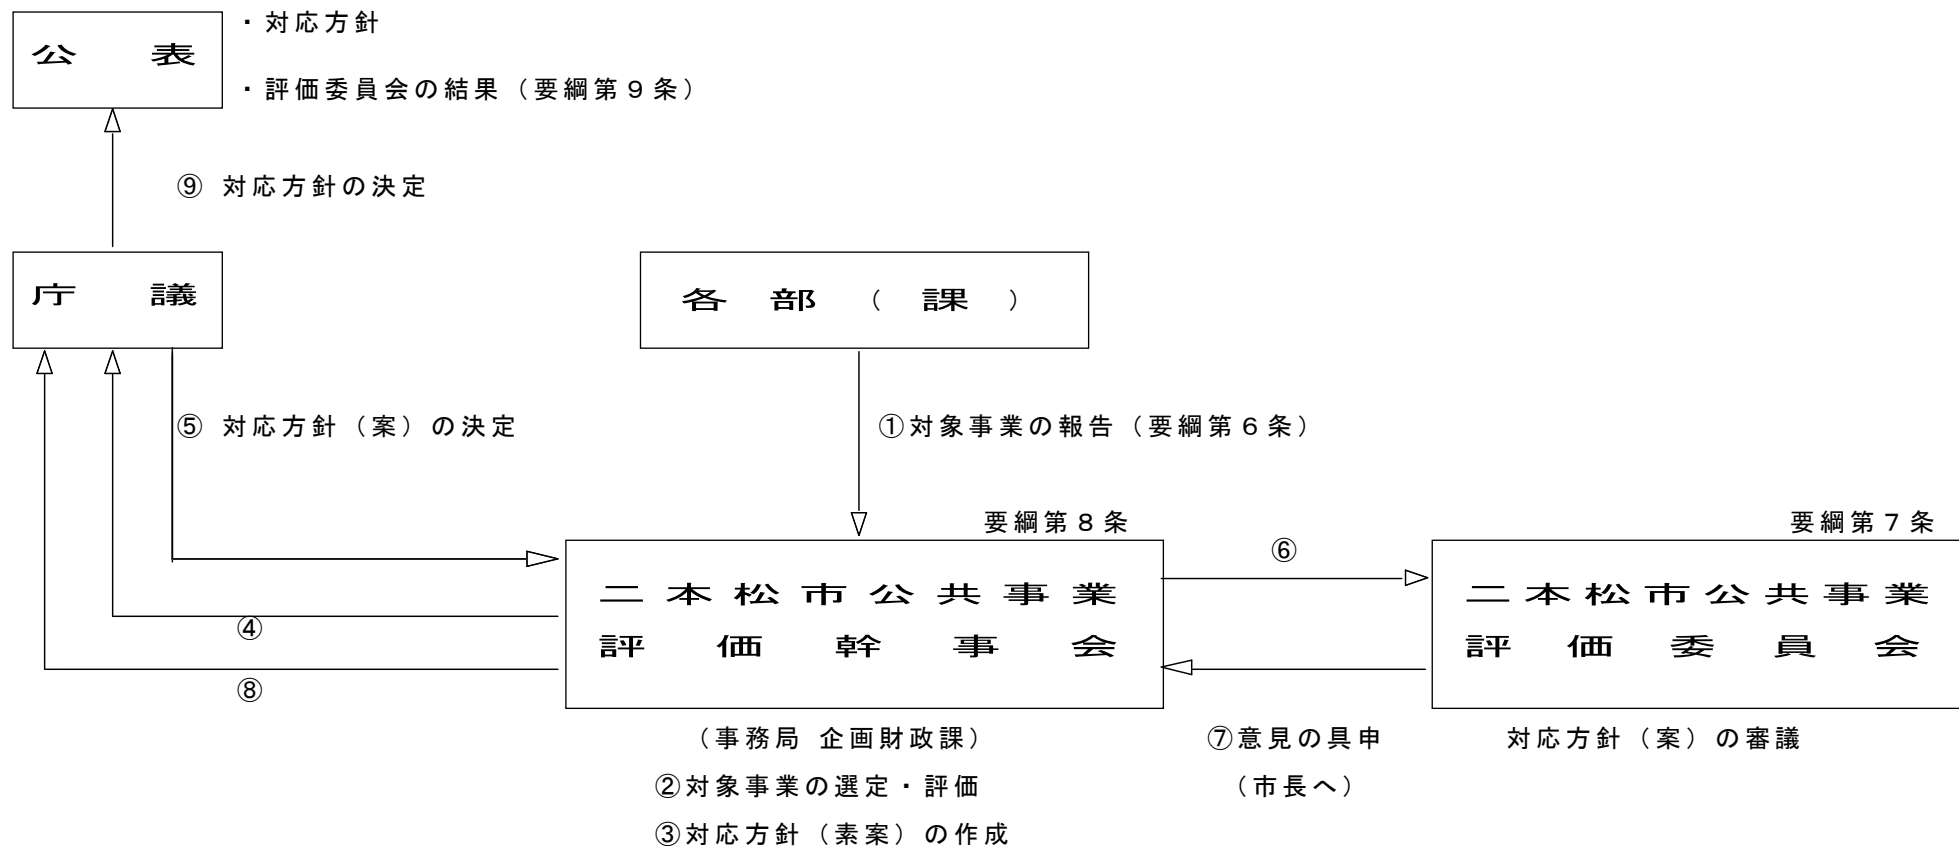 ・対応方針
公表
・評価委員会の結果（要綱第９条）
⑨ 対応方針の決定
庁議
各部（課）
⑤ 対応方針（案）の決定
①対象事業の報告（要綱第６条）
要綱第８条
要綱第７条
⑥
二本松市公共事業
評価幹事会
二本松市公共事業
評価委員会
④
⑧
（事務局 企画財政課）
⑦意見の具申
対応方針（案）の審議
②対象事業の選定・評価
（市長へ）
③対応方針（素案）の作成